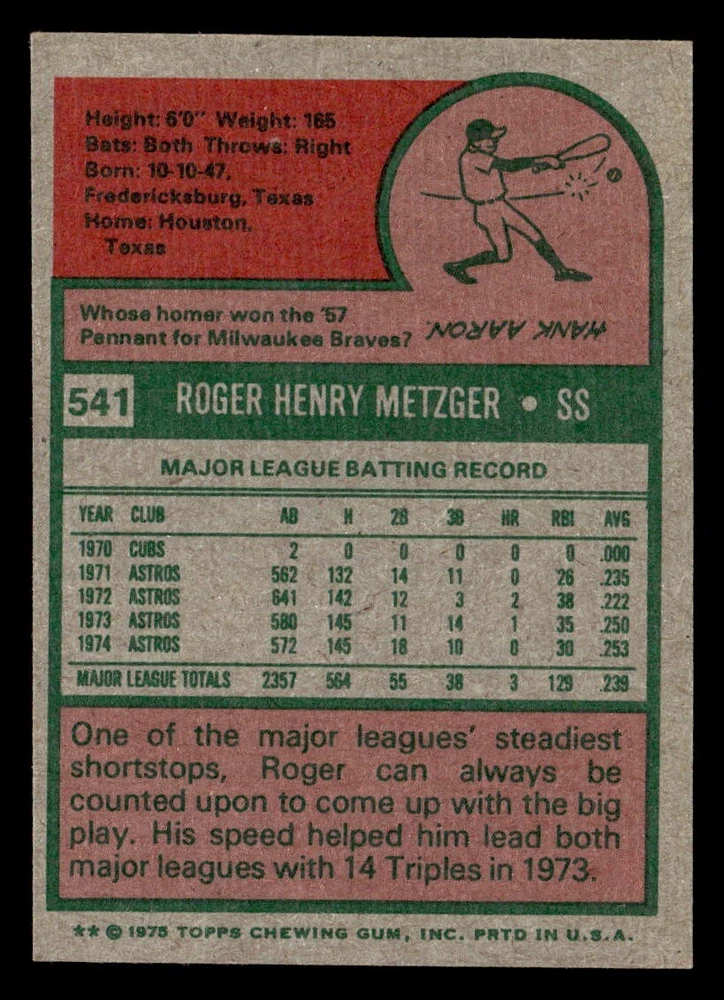 Height: 6'0" Weight: 165
Bats: Both Throws: Right
Born: 10-10-47,
Fredericksburg, Texas
Home: Houston,
Texas
Whose homer won the '57
Pennant for Milwaukee Braves?
HANK AARON.
541 ROGER HENRY METZGER • SS
MAJOR LEAGUE BATTING RECORD
YEAR CLUB AB H 2B 3B HR RBI AVG
1970 CUBS 2 0 0 0 0 0 .000
1971 ASTROS 562 132 14 11 0 26 .235
1972 ASTROS 641 142 12 3 2 38 .222
1973 ASTROS 580 145 11 14 1 35 .250
1974 ASTROS 572 145 18 10 0 30 .253
MAJOR LEAGUE TOTALS 2357 564 55 38 3 129 .239
One of the major leagues' steadiest
shortstops, Roger can always be
counted upon to come up with the big
play. His speed helped him lead both
major leagues with 14 Triples in 1973.
** © 1975 TOPPS CHEWING GUM, INC. PRTD IN U.S.A.